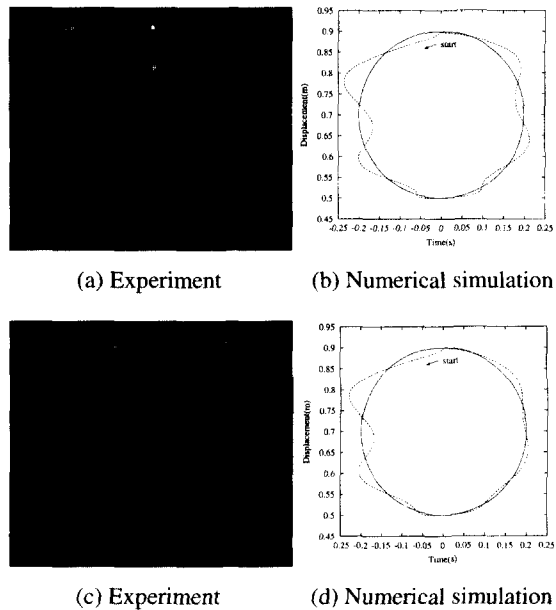 0.95
0.9
0.85
0.8
0.75
0.7
0.65
0.6
0.55
0.5
0.45
Displacement(m)
start
-0.25 -0.2 -0.15 -0.1 -0.05 0 0.05 0.1 0.15 0.2 0.25
Time(s)
(a) Experiment
(b) Numerical simulation
0.95
0.9
0.85
0.8
0.75
0.7
0.65
0.6
0.55
0.5
0.45
Displacement(m)
start
-0.25 -0.2 -0.15 -0.1 -0.05 0 0.05 0.1 0.15 0.2 0.25
Time(s)
(c) Experiment
(d) Numerical simulation